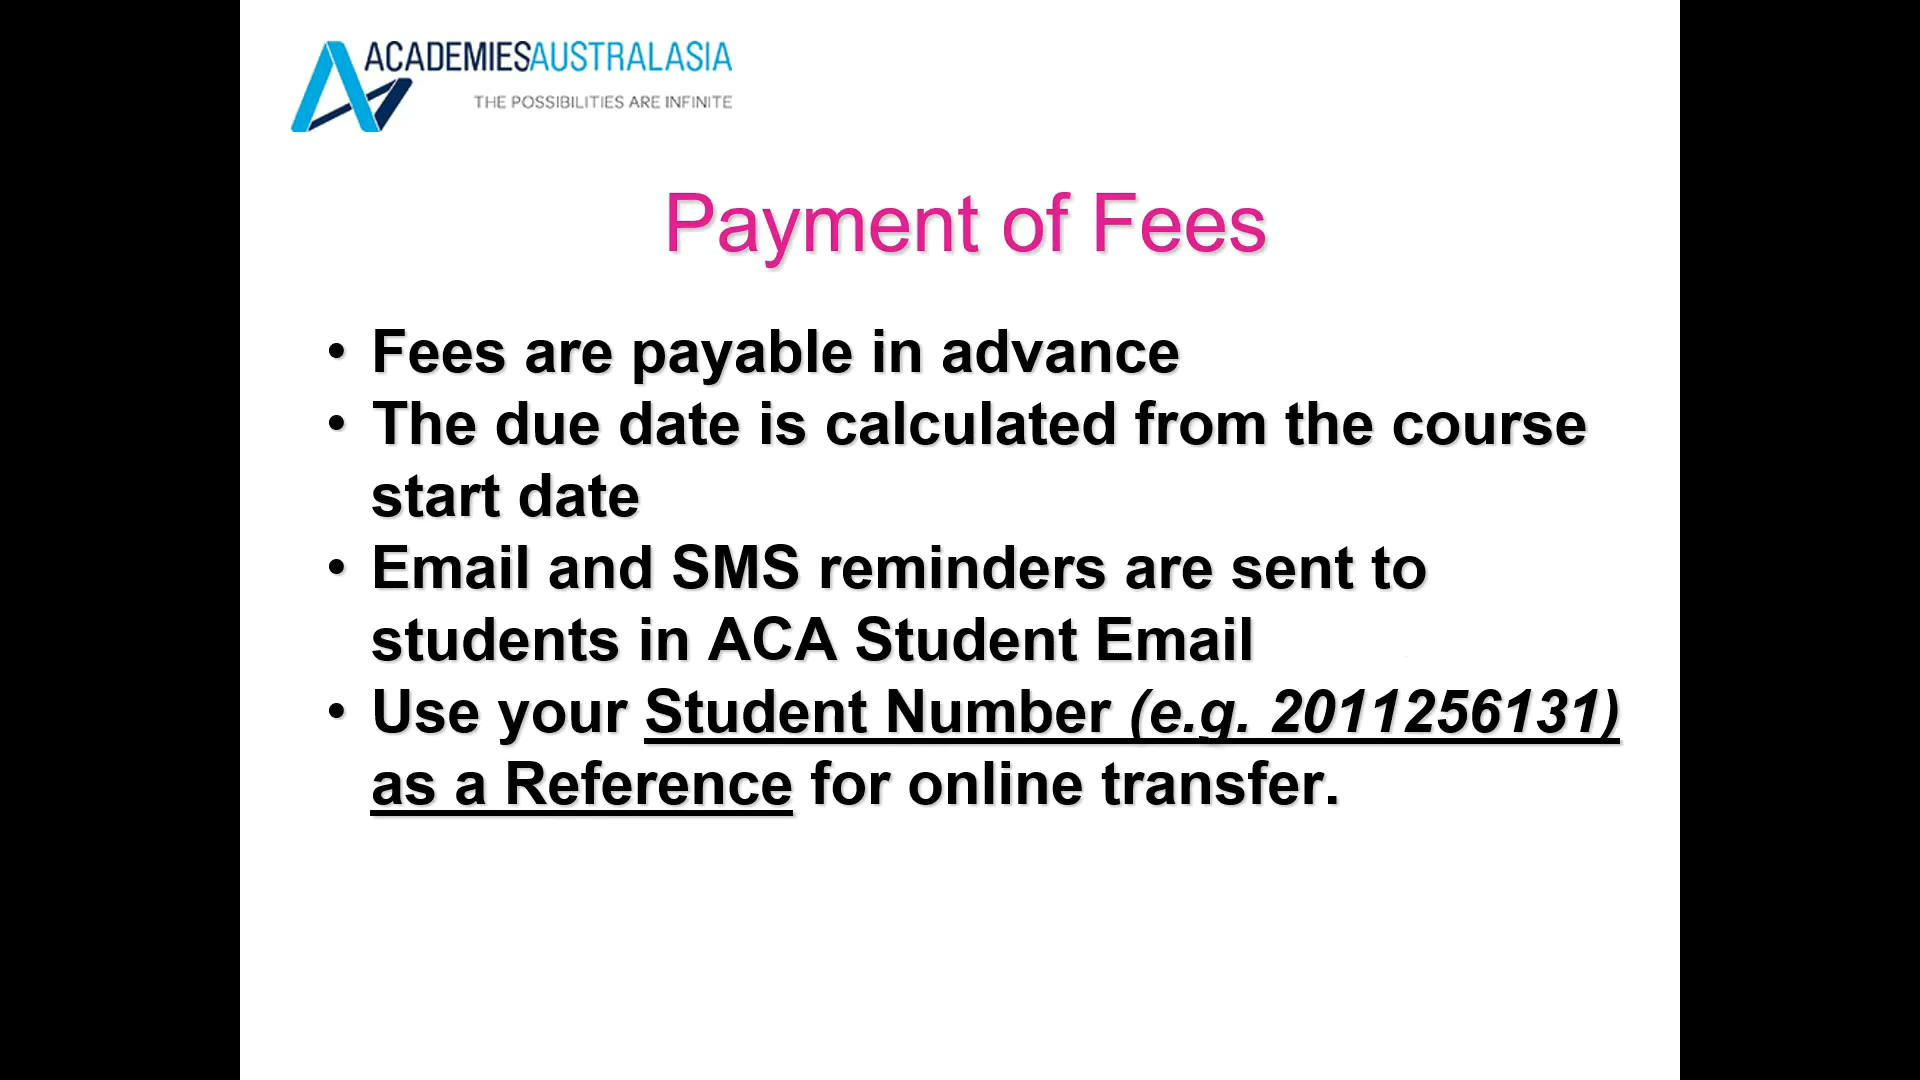 ACADEMIESAUSTRALASIA
THE POSSIBILITIES ARE INFINITE
Payment of Fees
• Fees are payable in advance
• The due date is calculated from the course
start date
• Email and SMS reminders are sent to
students in ACA Student Email
• Use your Student Number (e.g. 2011256131)
as a Reference for online transfer.